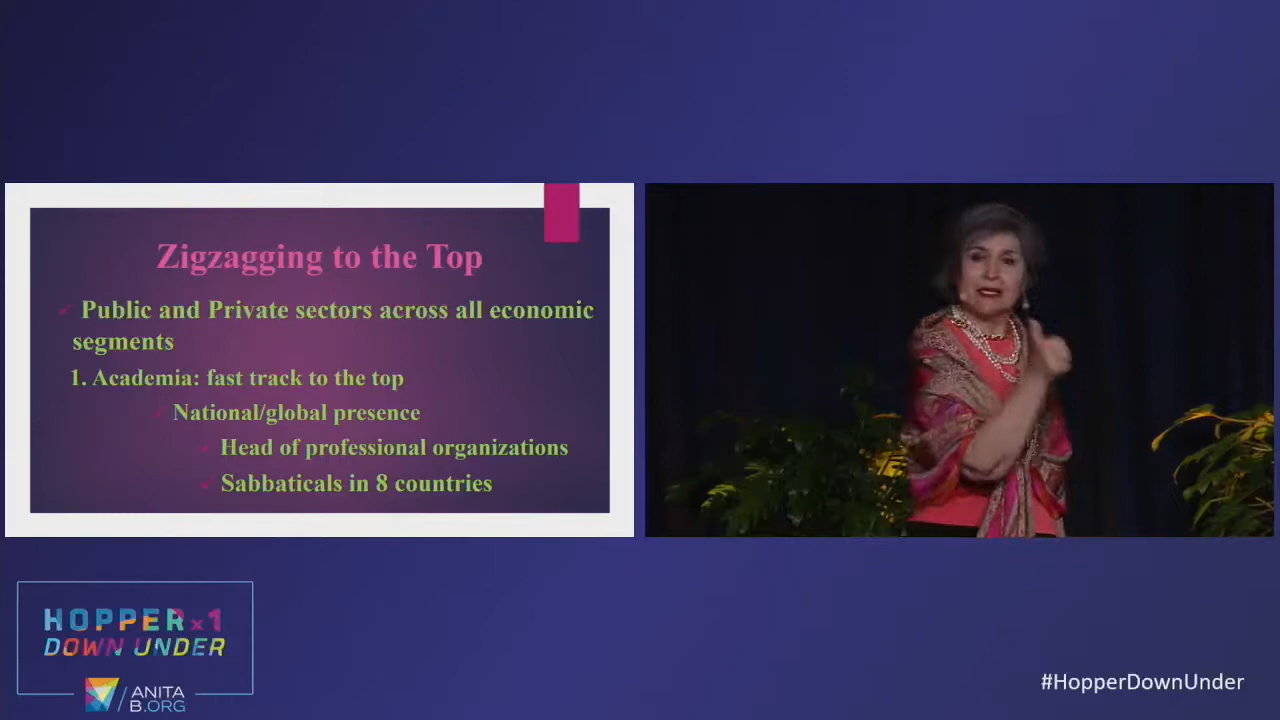 Zigzagging to the Top
Public and Private sectors across all economic
segments
1. Academia: fast track to the top
National/global presence
Head of professional organizations
Sabbaticals in 8 countries
HOPPER x 1
DOWN UNDER
ANITA
B.ORG
#HopperDownUnder